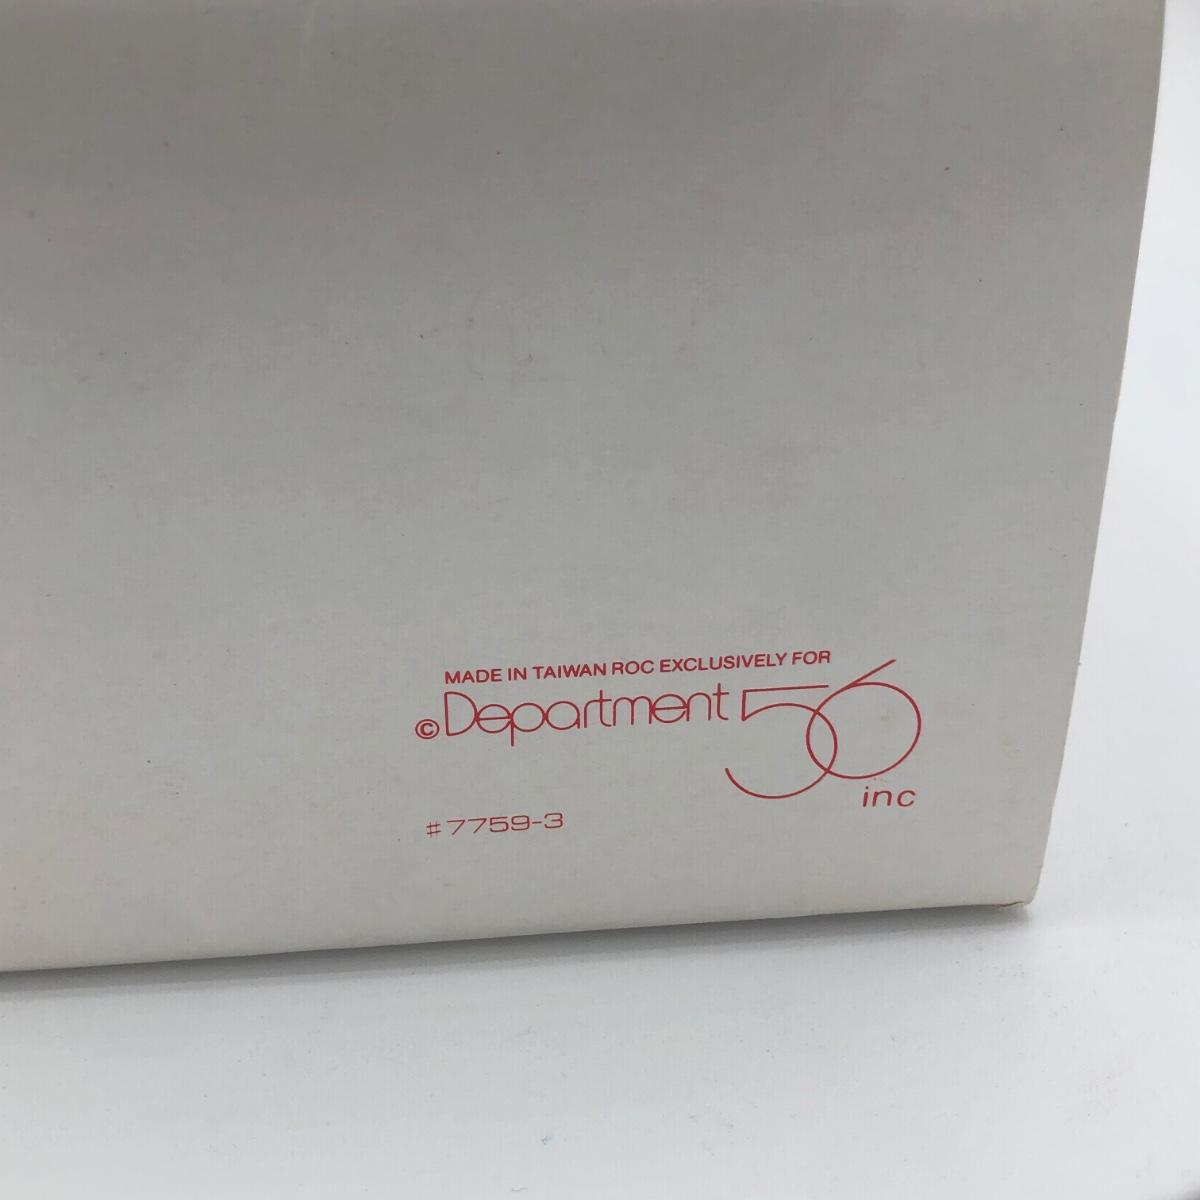 MADE IN TAIWAN ROC EXCLUSIVELY FOR
©Department 56
inc
#7759-3